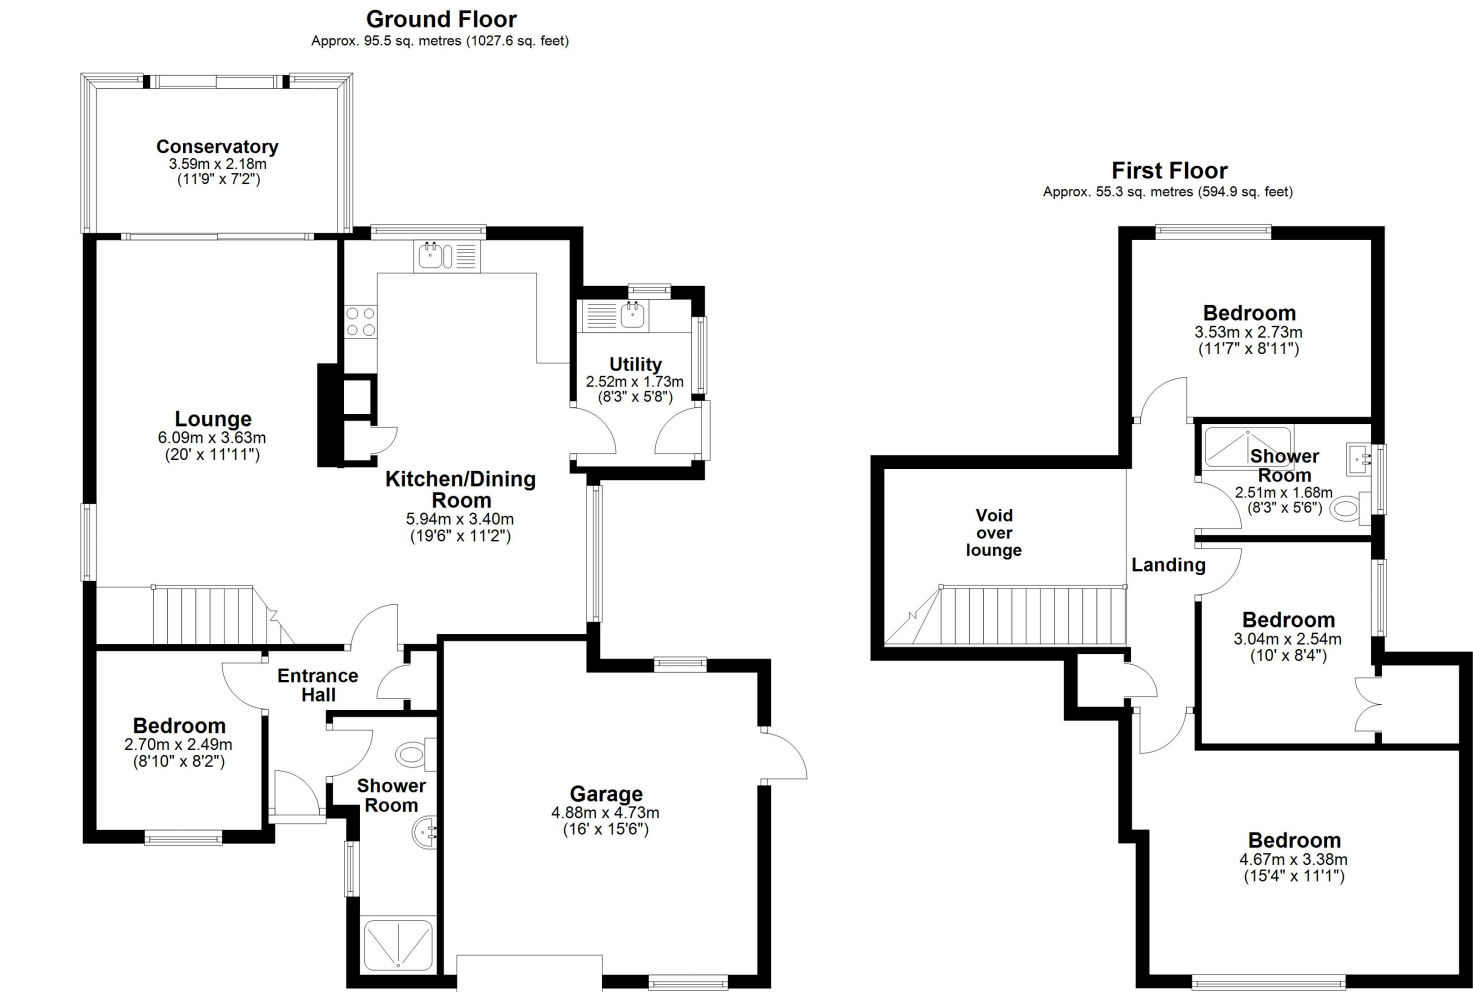 Ground Floor
Approx. 95.5 sq. metres (1027.6 sq. feet)
Conservatory
3.59m x 2.18m
(11'9" x 7'2")
Lounge
6.09m x 3.63m
(20' x 11'11")
Kitchen/Dining
Room
5.94m x 3.40m
(19'6" x 11'2")
Utility
2.52m x 1.73m
(8'3" x 5'8")
Entrance
Hall
Bedroom
2.70m x 2.49m
(8'10" x 8'2")
Shower
Room
Garage
4.88m x 4.73m
(16' x 15'6")
First Floor
Approx. 55.3 sq. metres (594.9 sq. feet)
Bedroom
3.53m x 2.73m
(11'7" x 8'11")
Shower
Room
2.51m x 1.68m
(8'3" x 5'6")
Void
over
lounge
Landing
Bedroom
3.04m x 2.54m
(10' x 8'4")
Bedroom
4.67m x 3.38m
(15'4" x 11'1")